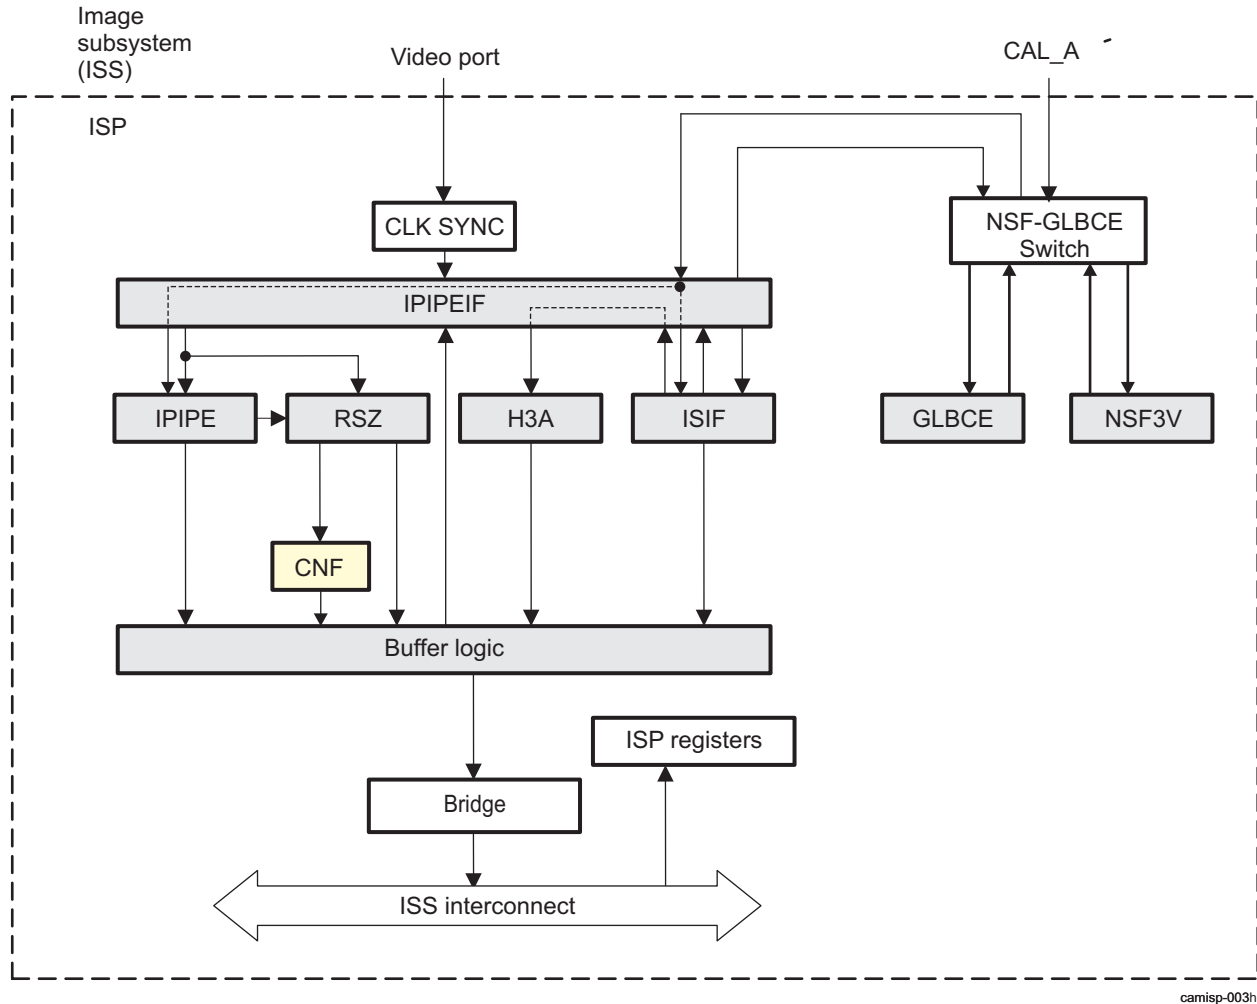 Image
subsystem
(ISS)
Video port
CAL_A
ISP
CLK SYNC
NSF-GLBCE
Switch
IPIPEIF
IPIPE
RSZ
H3A
ISIF
GLBCE
NSF3V
CNF
Buffer logic
ISP registers
Bridge
ISS interconnect
camisp-003h